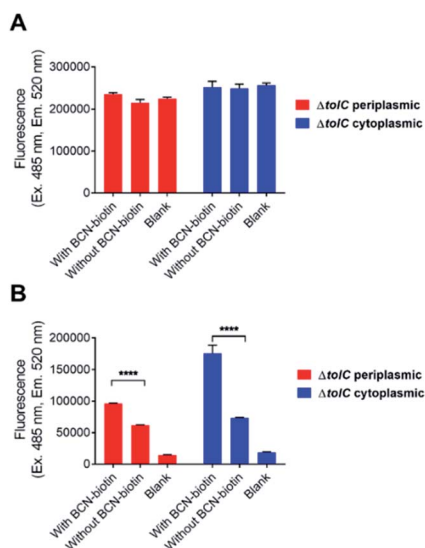 A
Fluorescence
(Ex. 485 nm, Em. 520 nm)
300000
200000
100000
0
With BCN-biotin
Without BCN-biotin
Blank
With BCN-biotin
Without BCN-biotin
Blank
ΔtolC periplasmic
ΔtolC cytoplasmic
B
Fluorescence
(Ex. 485 nm, Em. 520 nm)
200000
150000
100000
50000
0
****
****
With BCN-biotin
Without BCN-biotin
Blank
With BCN-biotin
Without BCN-biotin
Blank
ΔtolC periplasmic
ΔtolC cytoplasmic